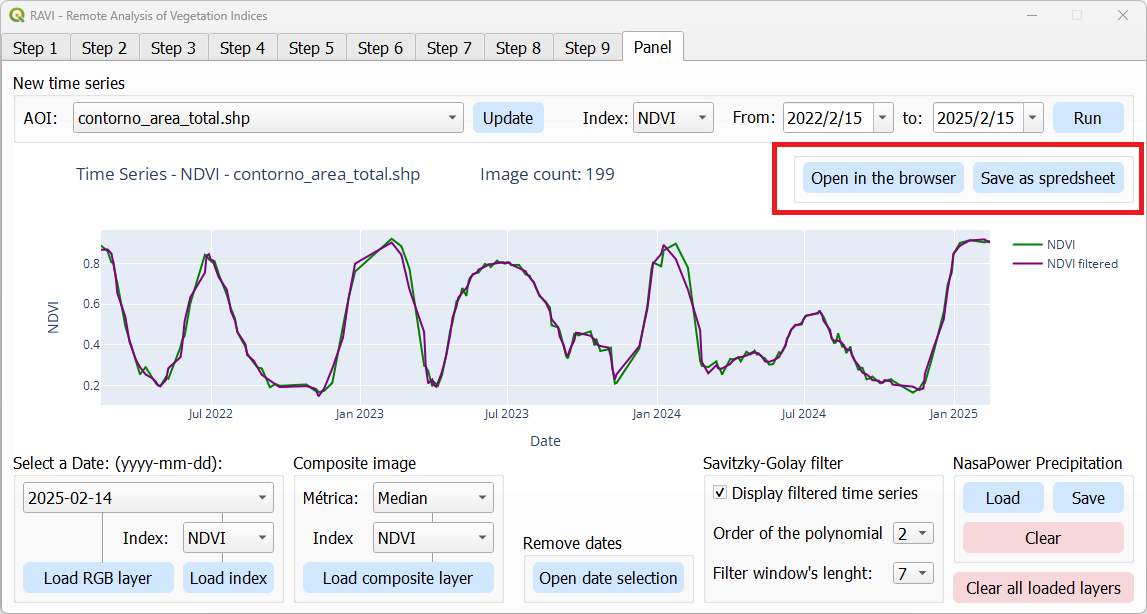 RAVI - Remote Analysis of Vegetation Indices
Step 1 Step 2 Step 3 Step 4 Step 5 Step 6 Step 7 Step 8 Step 9 Panel
New time series
AOI: contorno_area_total.shp Update Index: NDVI From: 2022/2/15 to: 2025/2/15 Run
Time Series - NDVI - contorno_area_total.shp Image count: 199 Open in the browser Save as spredsheet
NDVI
NDVI filtered
0.8
0.6
0.4
0.2
NDVI
Jul 2022 Jan 2023 Jul 2023 Jan 2024 Jul 2024 Jan 2025
Date
Select a Date: (yyyy-mm-dd):
2025-02-14
Index: NDVI
Load RGB layer Load index
Composite image
Métrica: Median
Index NDVI
Load composite layer
Remove dates
Open date selection
Savitzky-Golay filter
Display filtered time series
Order of the polynomial 2
Filter window's lenght: 7
NasaPower Precipitation
Load Save
Clear
Clear all loaded layers